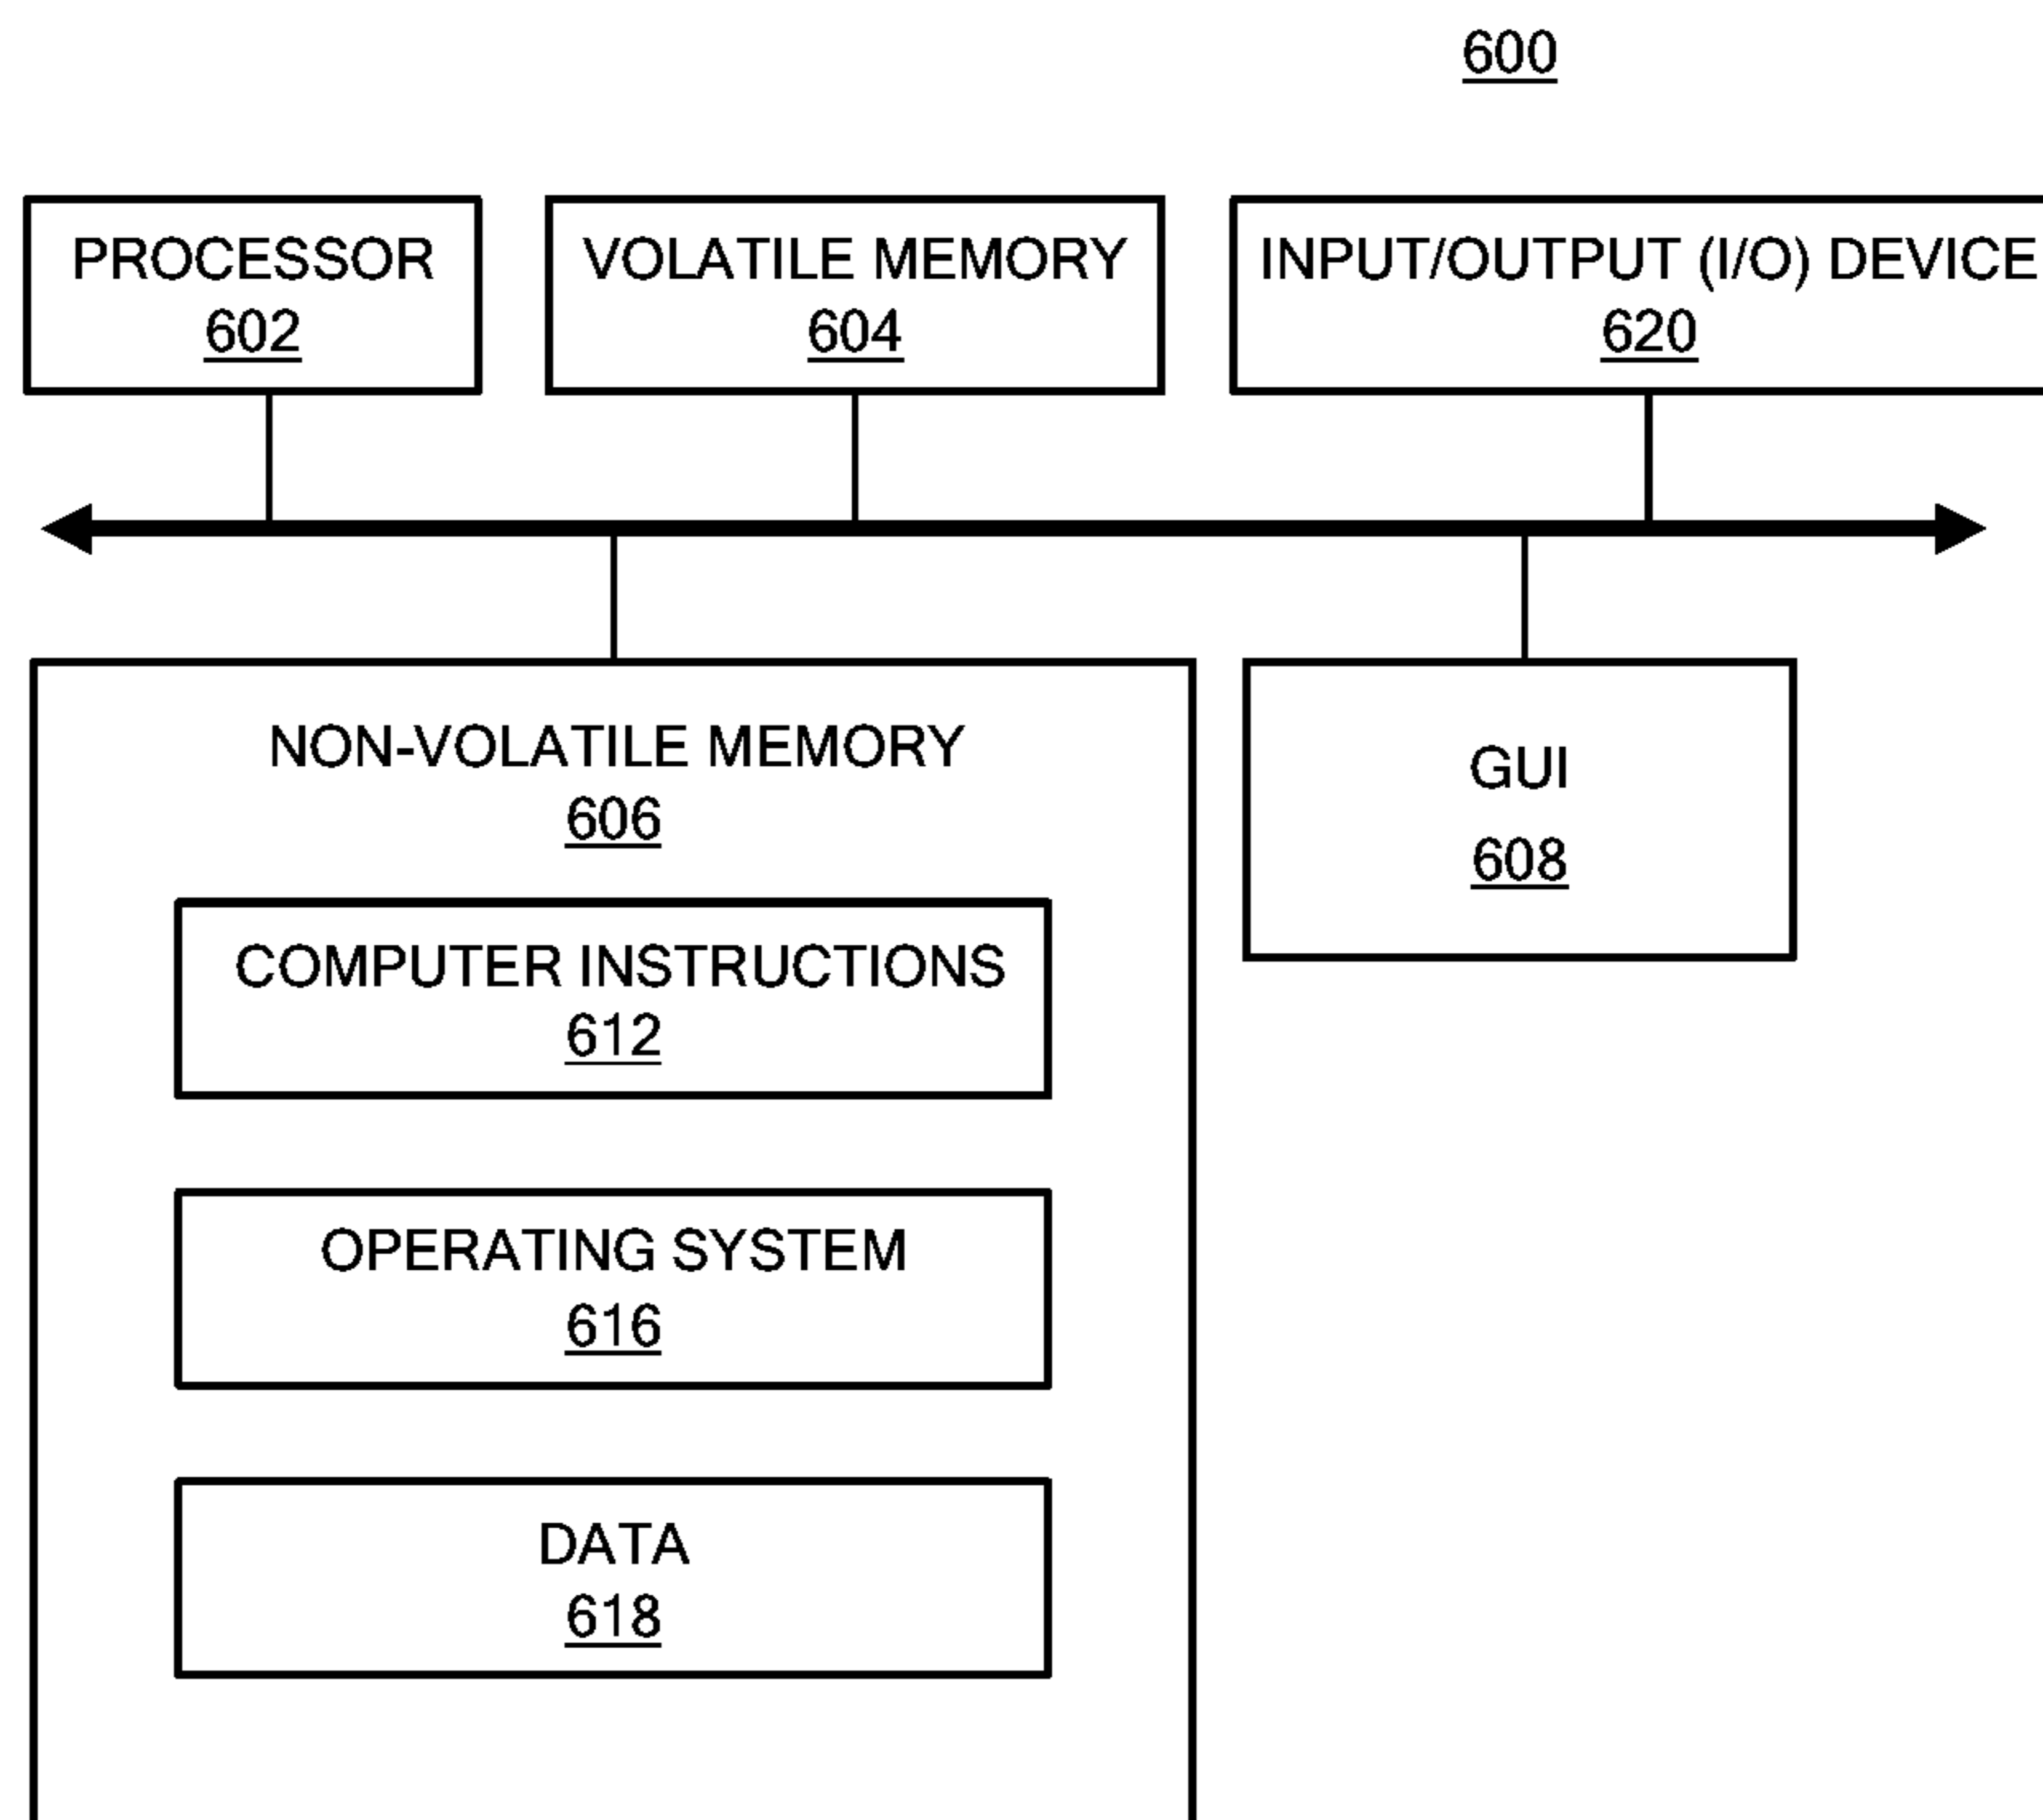 600
PROCESSOR
602
VOLATILE MEMORY
604
INPUT/OUTPUT (I/O) DEVICE
620
NON-VOLATILE MEMORY
606
COMPUTER INSTRUCTIONS
612
OPERATING SYSTEM
616
DATA
618
GUI
608